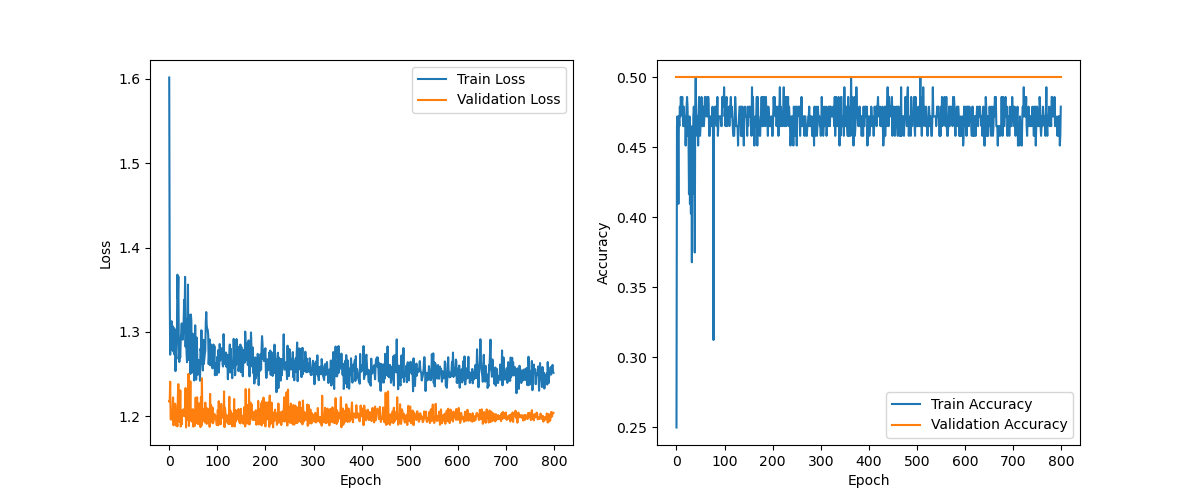 Train Loss
Validation Loss
1.6
1.5
1.4
1.3
1.2
Loss
0 100 200 300 400 500 600 700 800
Epoch
0.50
0.45
0.40
0.35
0.30
0.25
Accuracy
Train Accuracy
Validation Accuracy
0 100 200 300 400 500 600 700 800
Epoch